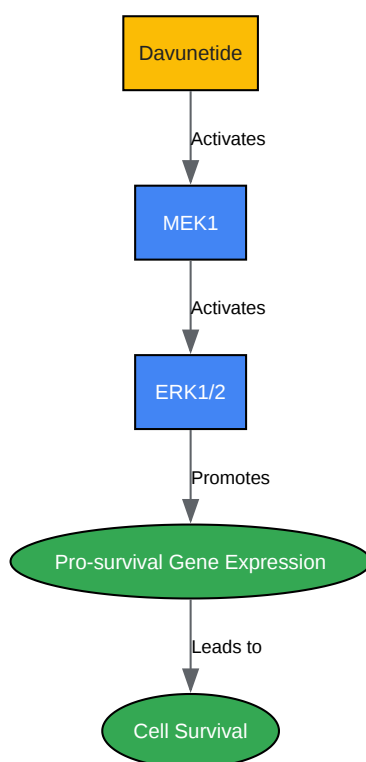 Davunetide
Activates
MEK1
Activates
ERK1/2
Promotes
Pro-survival Gene Expression
Leads to
Cell Survival